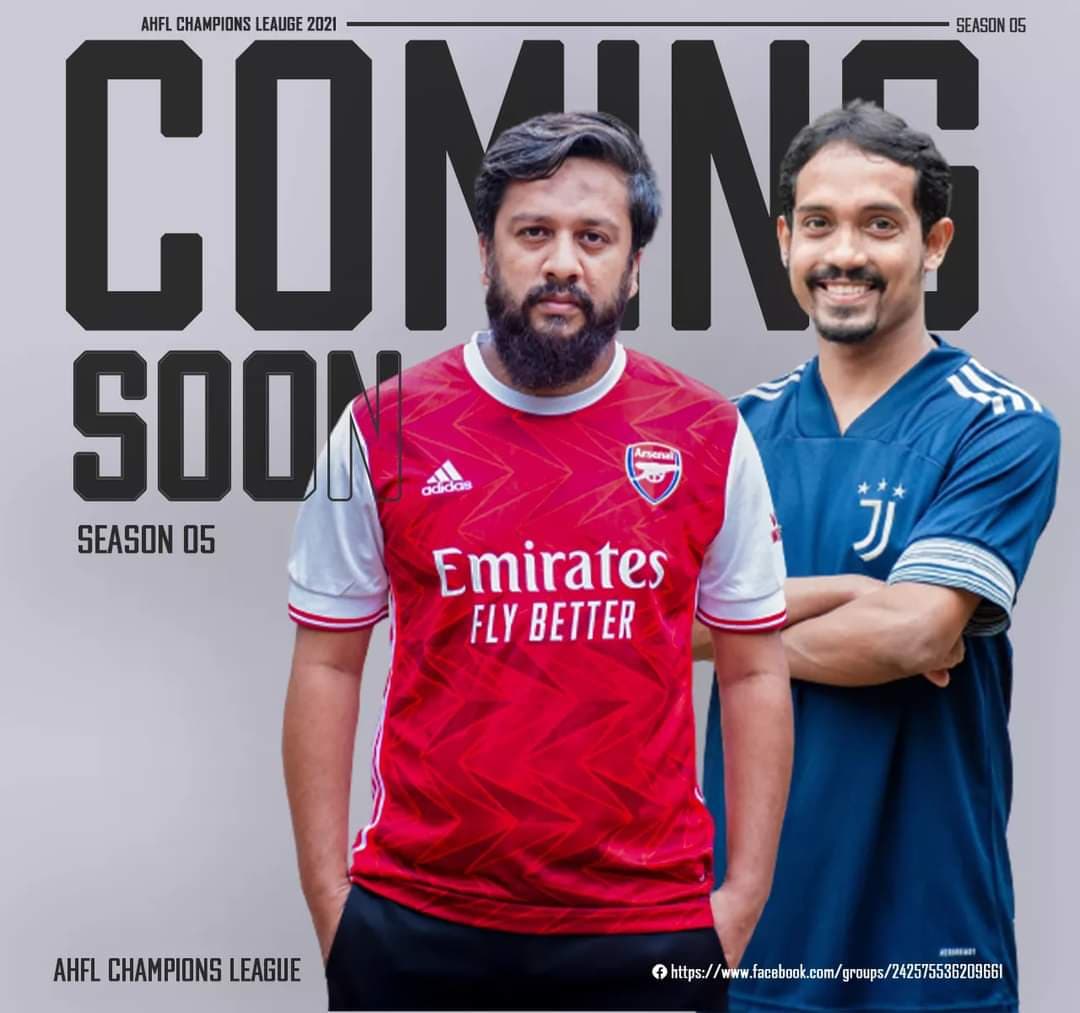 AHFL CHAMPIONS LEAUGE 2021
SEASON 05
COMING
SOON
SEASON 05
adidas
Arsenal
Emirates
FLY BETTER
AHFL CHAMPIONS LEAGUE
https://www.facebook.com/groups/242575536209661